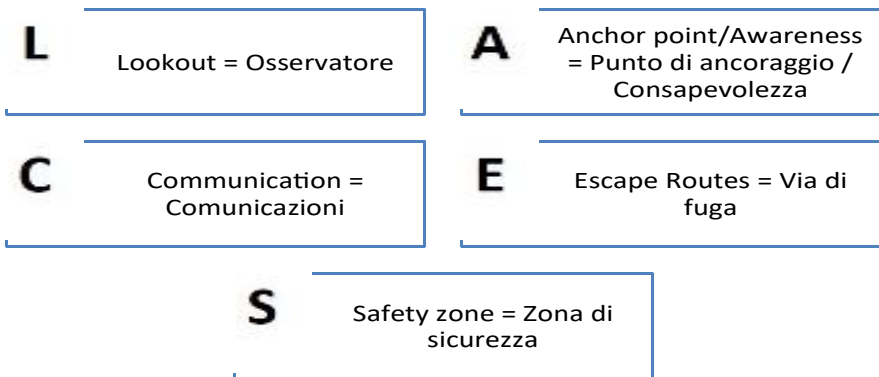 L
Lookout = Osservatore
A
Anchor point/Awareness
= Punto di ancoraggio /
Consapevolezza
C
Communication =
Comunicazioni
E
Escape Routes = Via di
fuga
S
Safety zone = Zona di
sicurezza